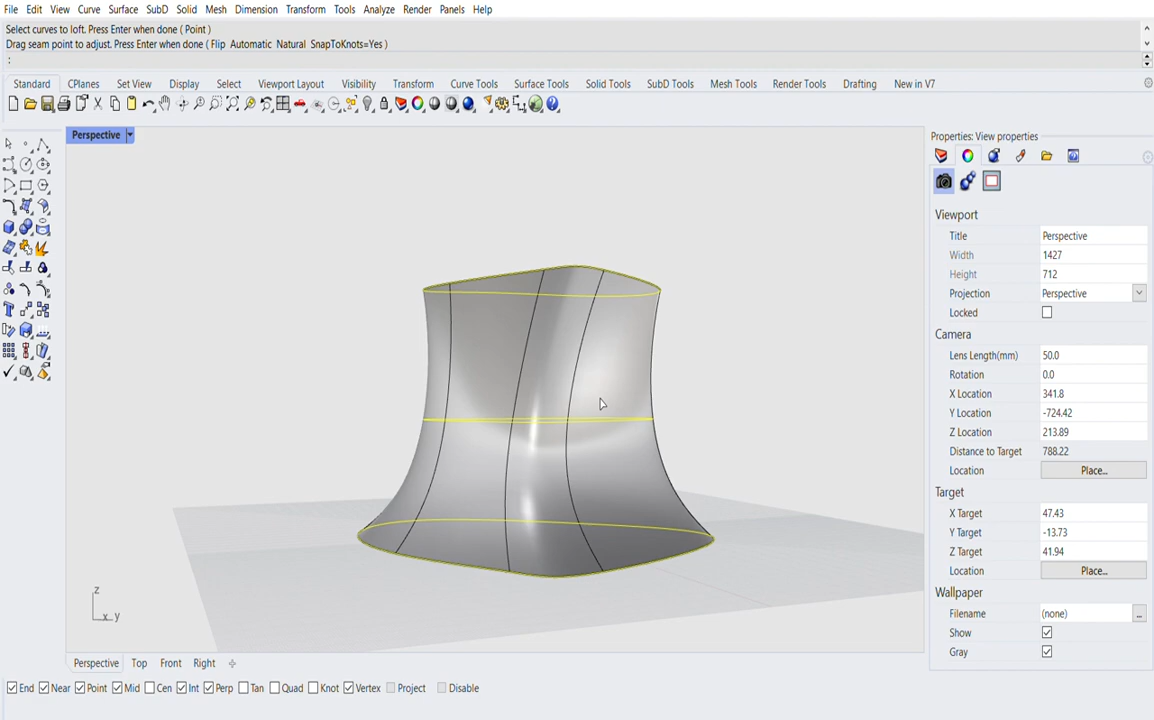 File Edit View Curve Surface SubD Solid Mesh Dimension Transform Tools Analyze Render Panels Help
Select curves to loft. Press Enter when done ( Point )
Drag seam point to adjust. Press Enter when done ( Flip Automatic Natural SnapToKnots=Yes )
:
Standard CPlanes Set View Display Select Viewport Layout Visibility Transform Curve Tools Surface Tools Solid Tools SubD Tools Mesh Tools Render Tools Drafting New in V7
Perspective
Properties: View properties
Viewport
Title Perspective
Width 1427
Height 712
Projection Perspective
Locked
Camera
Lens Length(mm) 50.0
Rotation 0.0
X Location 341.8
Y Location -724.42
Z Location 213.89
Distance to Target 788.22
Location Place...
Target
X Target 47.43
Y Target -13.73
Z Target 41.94
Location Place...
Wallpaper
Filename (none) ...
Show
Gray
z
x y
Perspective Top Front Right
End Near Point Mid Cen Int Perp Tan Quad Knot Vertex Project Disable